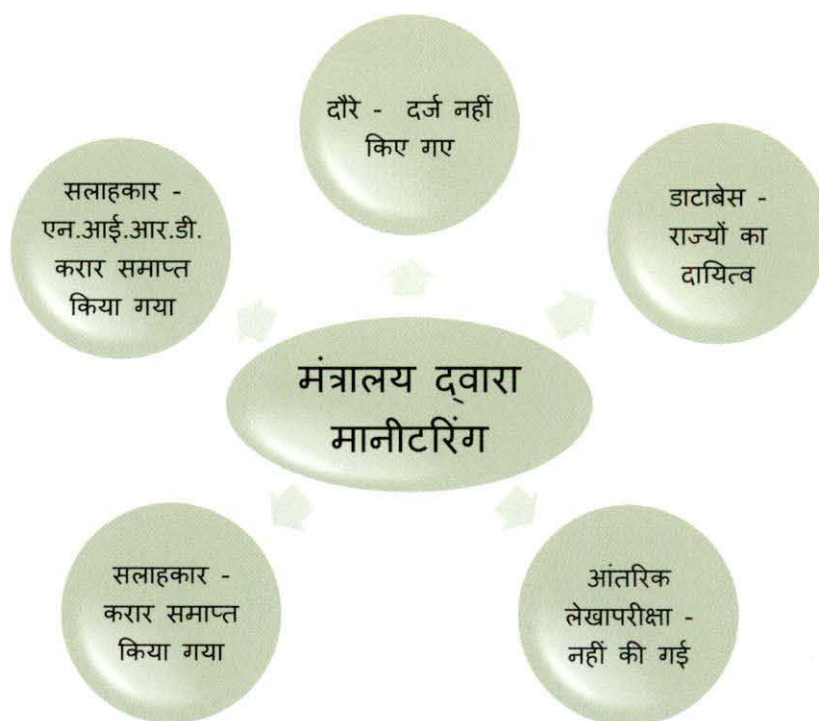 दौरे - दर्ज नहीं
किए गए
सलाहकार -
एन.आई.आर.डी.
करार समाप्त
किया गया
डाटाबेस -
राज्यों का
दायित्व
मंत्रालय द्वारा
मानीटरिंग
सलाहकार -
करार समाप्त
किया गया
आंतरिक
लेखापरीक्षा -
नहीं की गई